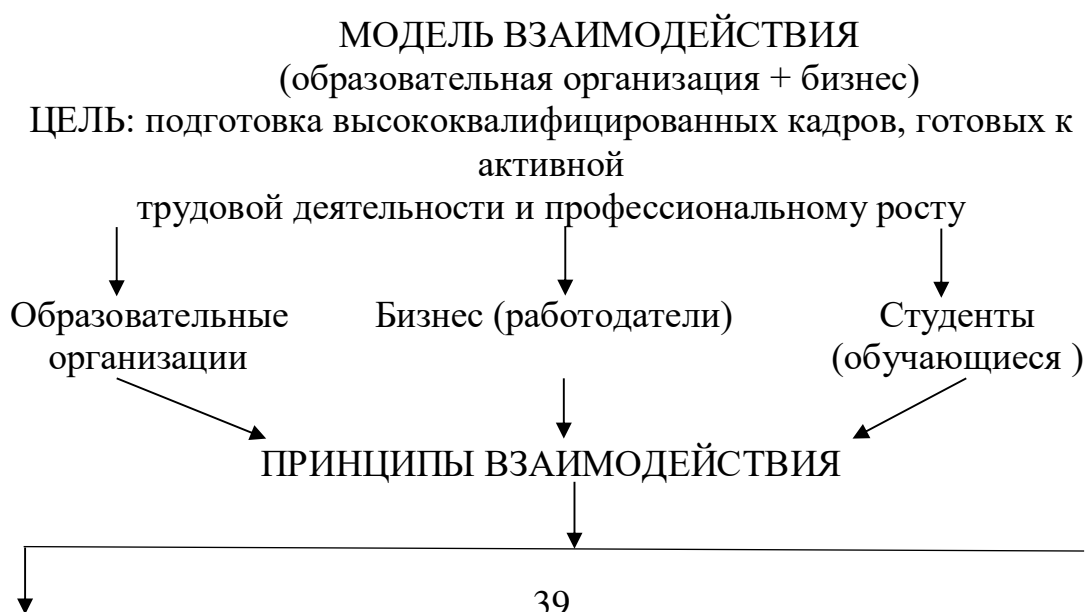 МОДЕЛЬ ВЗАИМОДЕЙСТВИЯ
(образовательная организация + бизнес)
ЦЕЛЬ: подготовка высококвалифицированных кадров, готовых к
активной
трудовой деятельности и профессиональному росту
Образовательные Бизнес (работодатели) Студенты
организации (обучающиеся )
ПРИНЦИПЫ ВЗАИМОДЕЙСТВИЯ
39